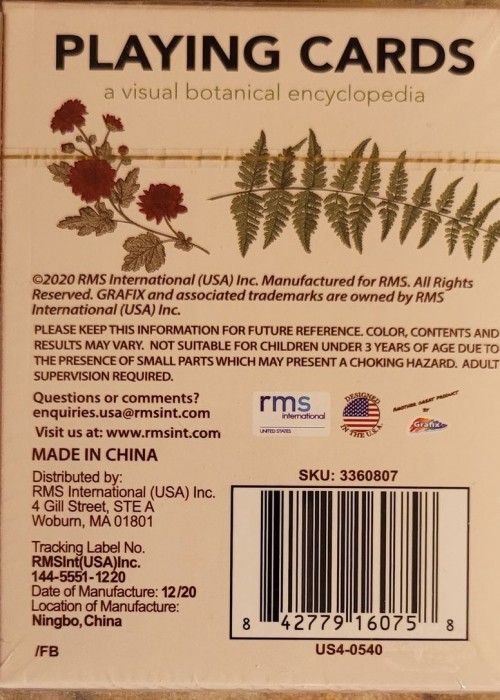 PLAYING CARDS
a visual botanical encyclopedia
©2020 RMS International (USA) Inc. Manufactured for RMS. All Rights
Reserved. GRAFIX and associated trademarks are owned by RMS
International (USA) Inc.
PLEASE KEEP THIS INFORMATION FOR FUTURE REFERENCE. COLOR, CONTENTS AND
RESULTS MAY VARY. NOT SUITABLE FOR CHILDREN UNDER 3 YEARS OF AGE DUE TO
THE PRESENCE OF SMALL PARTS WHICH MAY PRESENT A CHOKING HAZARD. ADULT
SUPERVISION REQUIRED.
Questions or comments?
enquiries.usa@rmsint.com
Visit us at: www.rmsint.com
rms
international
UNITED STATES
DESIGNED
IN THE U.S.A
ANOTHER GREAT PRODUCT
BY
Grafix
MADE IN CHINA
Distributed by:
RMS International (USA) Inc.
4 Gill Street, STE A
Woburn, MA 01801
Tracking Label No.
RMSInt(USA)Inc.
144-5551-1220
Date of Manufacture: 12/20
Location of Manufacture:
Ningbo,China
/FB
SKU: 3360807
8 42779 16075 8
US4-0540